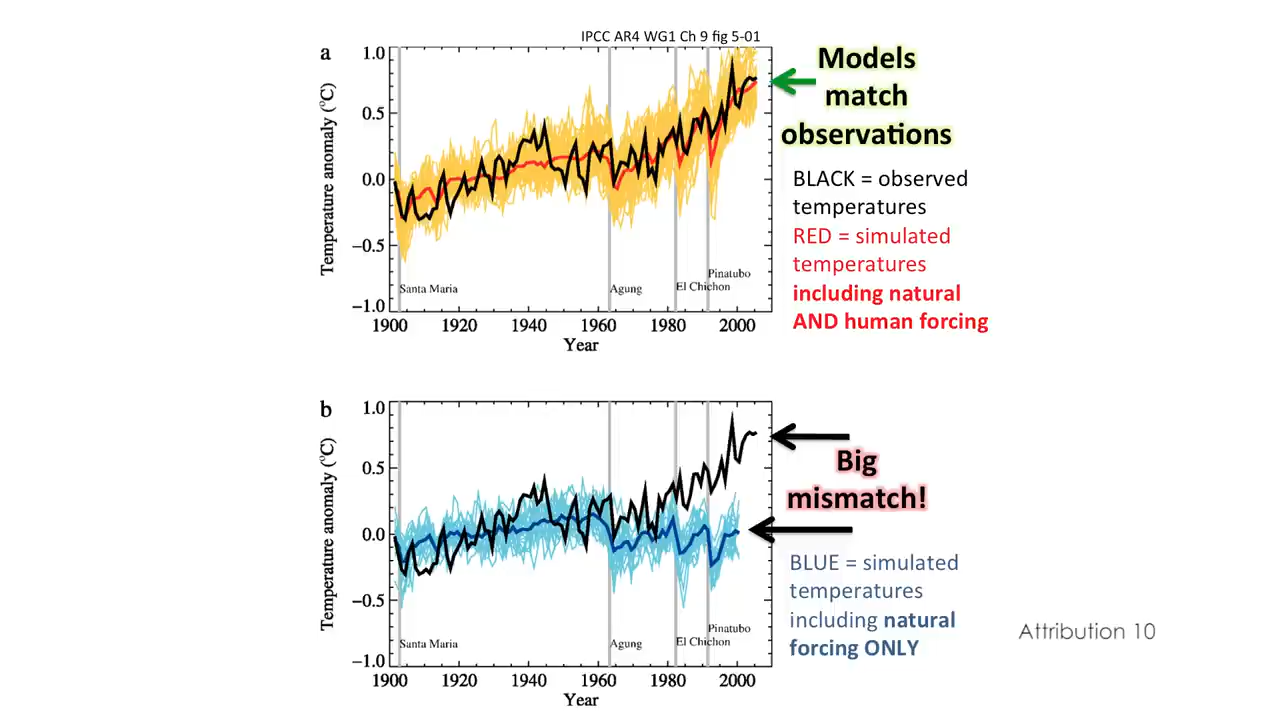 IPCC AR4 WG1 Ch 9 fig 5-01
a
Temperature anomaly (°C)
1.0
0.5
0.0
−0.5
−1.0
Santa Maria
Agung
El Chichon
Pinatubo
1900 1920 1940 1960 1980 2000
Year
Models
match
observations
BLACK = observed
temperatures
RED = simulated
temperatures
including natural
AND human forcing
b
Temperature anomaly (°C)
1.0
0.5
0.0
−0.5
−1.0
Santa Maria
Agung
El Chichon
Pinatubo
1900 1920 1940 1960 1980 2000
Year
Big
mismatch!
BLUE = simulated
temperatures
including natural
forcing ONLY
Attribution 10